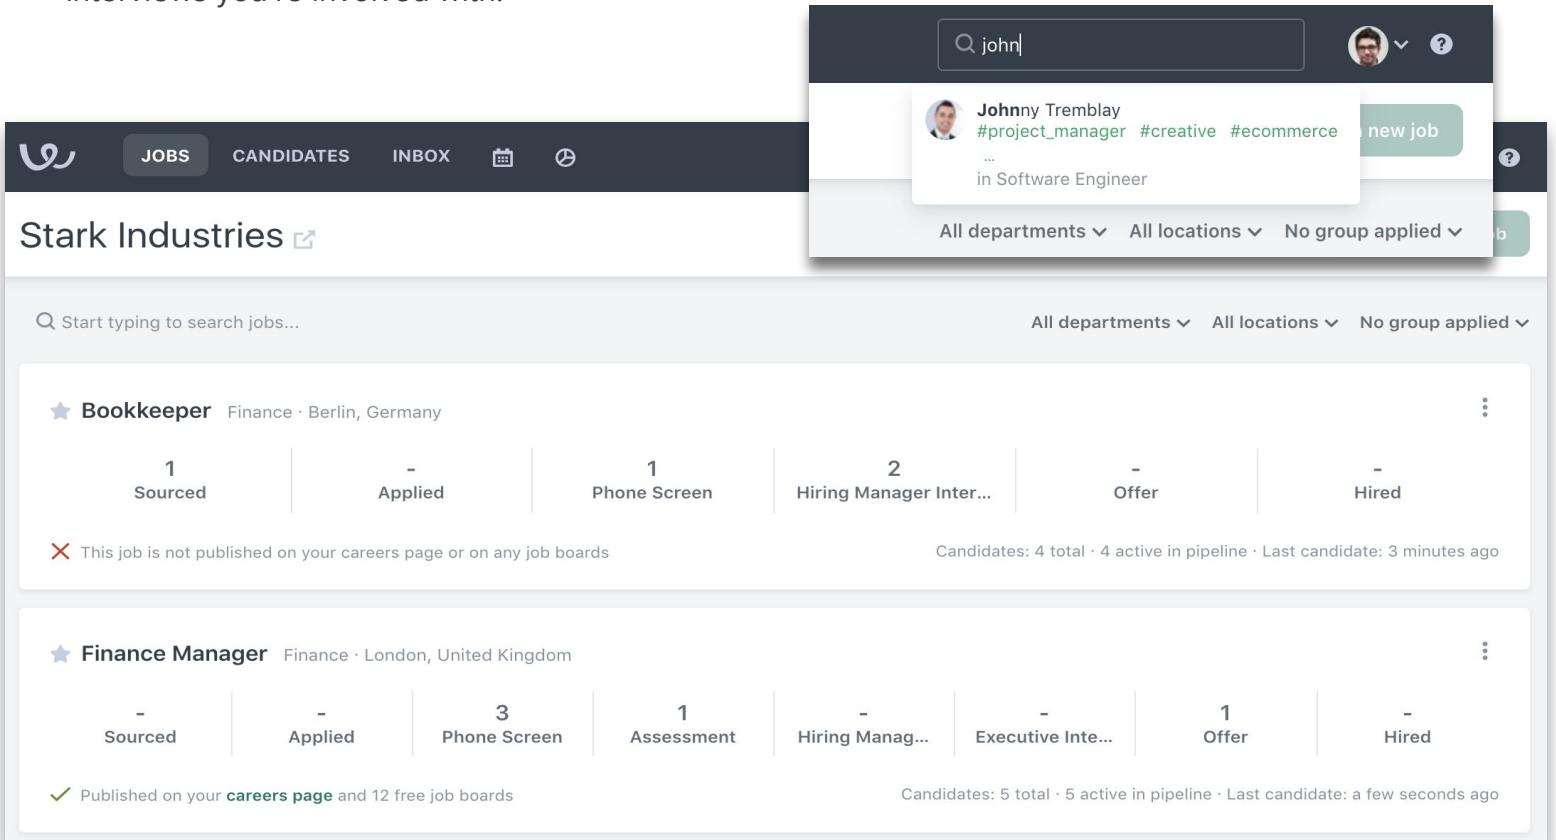 interviews you're involved with.
john
Johnny Tremblay
#project_manager #creative #ecommerce
...
in Software Engineer
new job
All departments All locations No group applied
JOBS CANDIDATES INBOX
Stark Industries
Start typing to search jobs...
All departments All locations No group applied
Bookkeeper Finance · Berlin, Germany
1 - 1 2 - -
Sourced Applied Phone Screen Hiring Manager Inter... Offer Hired
This job is not published on your careers page or on any job boards
Candidates: 4 total · 4 active in pipeline · Last candidate: 3 minutes ago
Finance Manager Finance · London, United Kingdom
- - 3 1 - - 1 -
Sourced Applied Phone Screen Assessment Hiring Manag... Executive Inte... Offer Hired
Published on your careers page and 12 free job boards
Candidates: 5 total · 5 active in pipeline · Last candidate: a few seconds ago